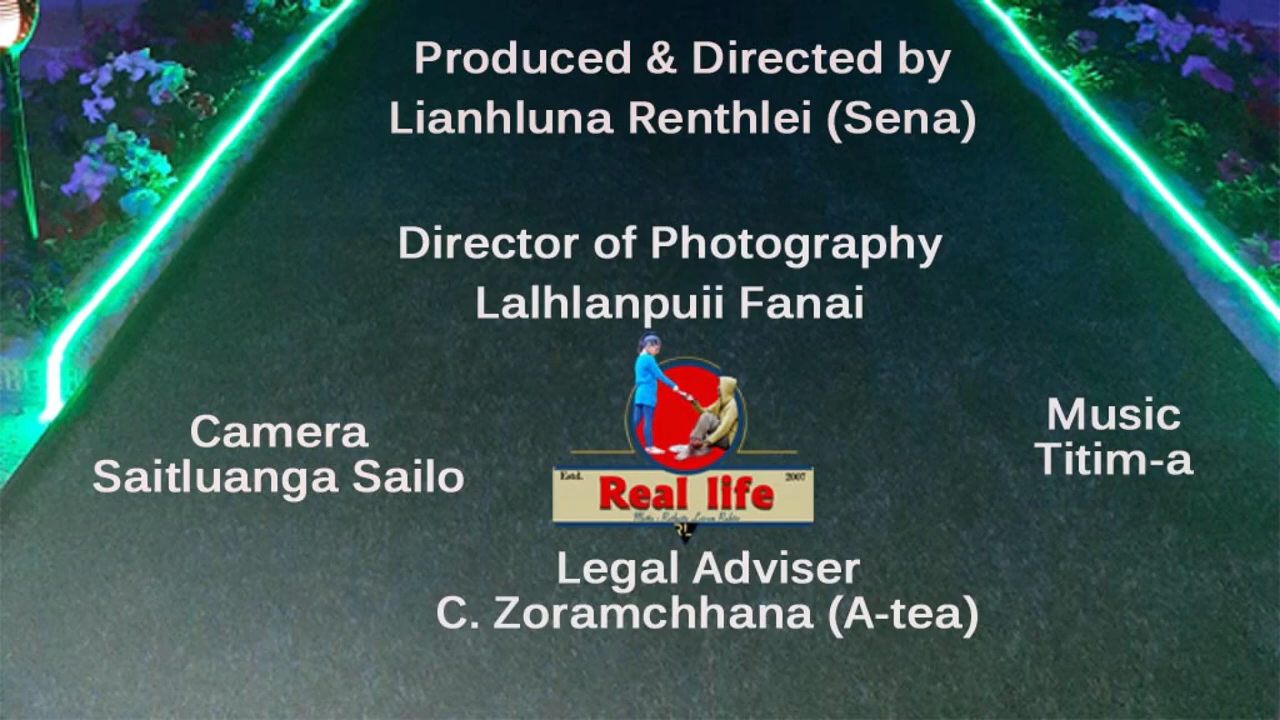 Produced & Directed by
Lianhluna Renthlei (Sena)
Director of Photography
Lalhlanpuii Fanai
Camera
Saitluanga Sailo
Music
Titim-a
Estd.
2007
Real life
RL
Legal Adviser
C. Zoramchhana (A-tea)